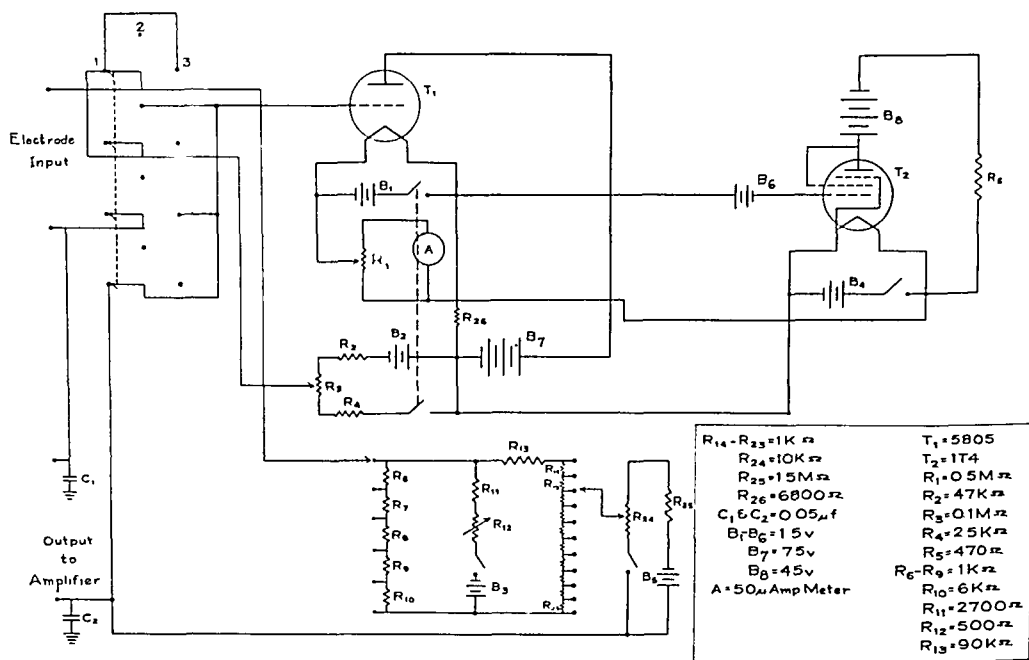 2
1
3
Electrode
Input
T₁
B₁
A
R₁
R₂₆
R₂
B₂
B₇
R₃
R₄
B₆
B₈
T₂
R₅
B₄
C₁
Output
to
Amplifier
C₂
R₆
R₇
R₈
R₉
R₁₀
R₁₁
R₁₂
B₃
R₁₃
R₂₄
R₂₅
B₅
R₁₄-R₂₃=1KΩ
R₂₄=10KΩ
R₂₅=15MΩ
R₂₆=6800Ω
C₁&C₂=0.05μf
B₁-B₆=1.5v
B₇=7.5v
B₈=45v
A=50μAmp Meter
T₁=5805
T₂=1T4
R₁=0.5MΩ
R₂=47KΩ
R₃=0.1MΩ
R₄=25KΩ
R₅=470Ω
R₆-R₉=1KΩ
R₁₀=6KΩ
R₁₁=2700Ω
R₁₂=500Ω
R₁₃=90KΩ